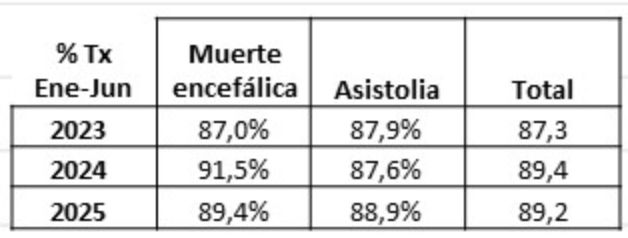 % Tx Ene-Jun Muerte encefálica Asistolia Total
2023 87,0% 87,9% 87,3
2024 91,5% 87,6% 89,4
2025 89,4% 88,9% 89,2